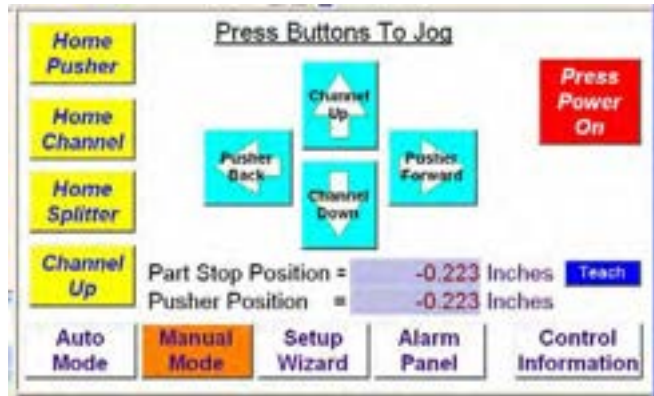 Press Buttons To Jog
Home
Pusher
Home
Channel
Home
Splitter
Channel
Up
Channel
Up
Pusher
Back
Pusher
Forward
Channel
Down
Press
Power
On
Part Stop Position = -0.223 Inches Teach
Pusher Position = -0.223 Inches
Auto
Mode
Manual
Mode
Setup
Wizard
Alarm
Panel
Control
Information